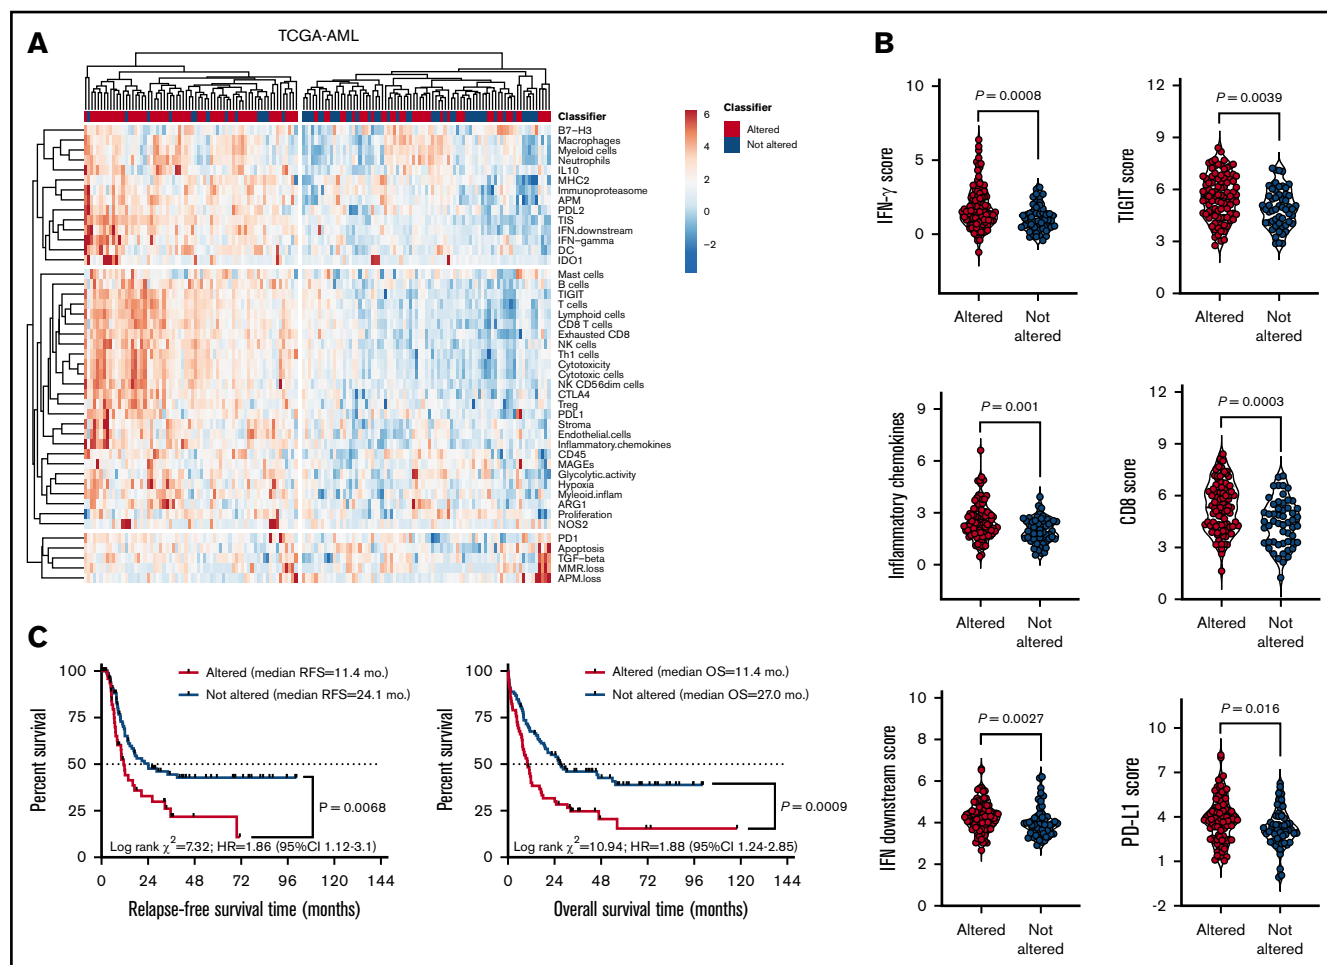 A
TCGA-AML
Classifier
B7-H3
Macrophages
Myeloid cells
Neutrophils
IL10
MHC2
Immunoproteasome
APM
PDL2
TIS
IFN.downstream
IFN-gamma
DC
IDO1
Mast cells
B cells
TIGIT
T cells
Lymphoid cells
CD8 T cells
Exhausted CD8
NK cells
Th1 cells
Cytotoxicity
Cytotoxic cells
NK CD56dim cells
CTLA4
Treg
PDL1
Stroma
Endothelial.cells
Inflammatory.chemokines
CD45
MAGEs
Glycolytic.activity
Hypoxia
Myeloid.inflam
ARG1
Proliferation
NOS2
PD1
Apoptosis
TGF-beta
MMR.loss
APM.loss
6
4
2
0
−2
Classifier
Altered
Not altered
B
IFN-γ score
10
5
0
P = 0.0008
Altered
Not altered
TIGIT score
12
9
6
3
0
P = 0.0039
Altered
Not altered
Inflammatory chemokines
9
6
3
0
P = 0.001
Altered
Not altered
CD8 score
12
9
6
3
0
P = 0.0003
Altered
Not altered
IFN downstream score
10
8
6
4
2
0
P = 0.0027
Altered
Not altered
PD-L1 score
10
7
4
1
-2
P = 0.016
Altered
Not altered
C
Percent survival
100
75
50
25
0
Altered (median RFS=11.4 mo.)
Not altered (median RFS=24.1 mo.)
P = 0.0068
Log rank χ²=7.32; HR=1.86 (95%CI 1.12-3.1)
0 24 48 72 96 120 144
Relapse-free survival time (months)
Percent survival
100
75
50
25
0
Altered (median OS=11.4 mo.)
Not altered (median OS=27.0 mo.)
P = 0.0009
Log rank χ²=10.94; HR=1.88 (95%CI 1.24-2.85)
0 24 48 72 96 120 144
Overall survival time (months)